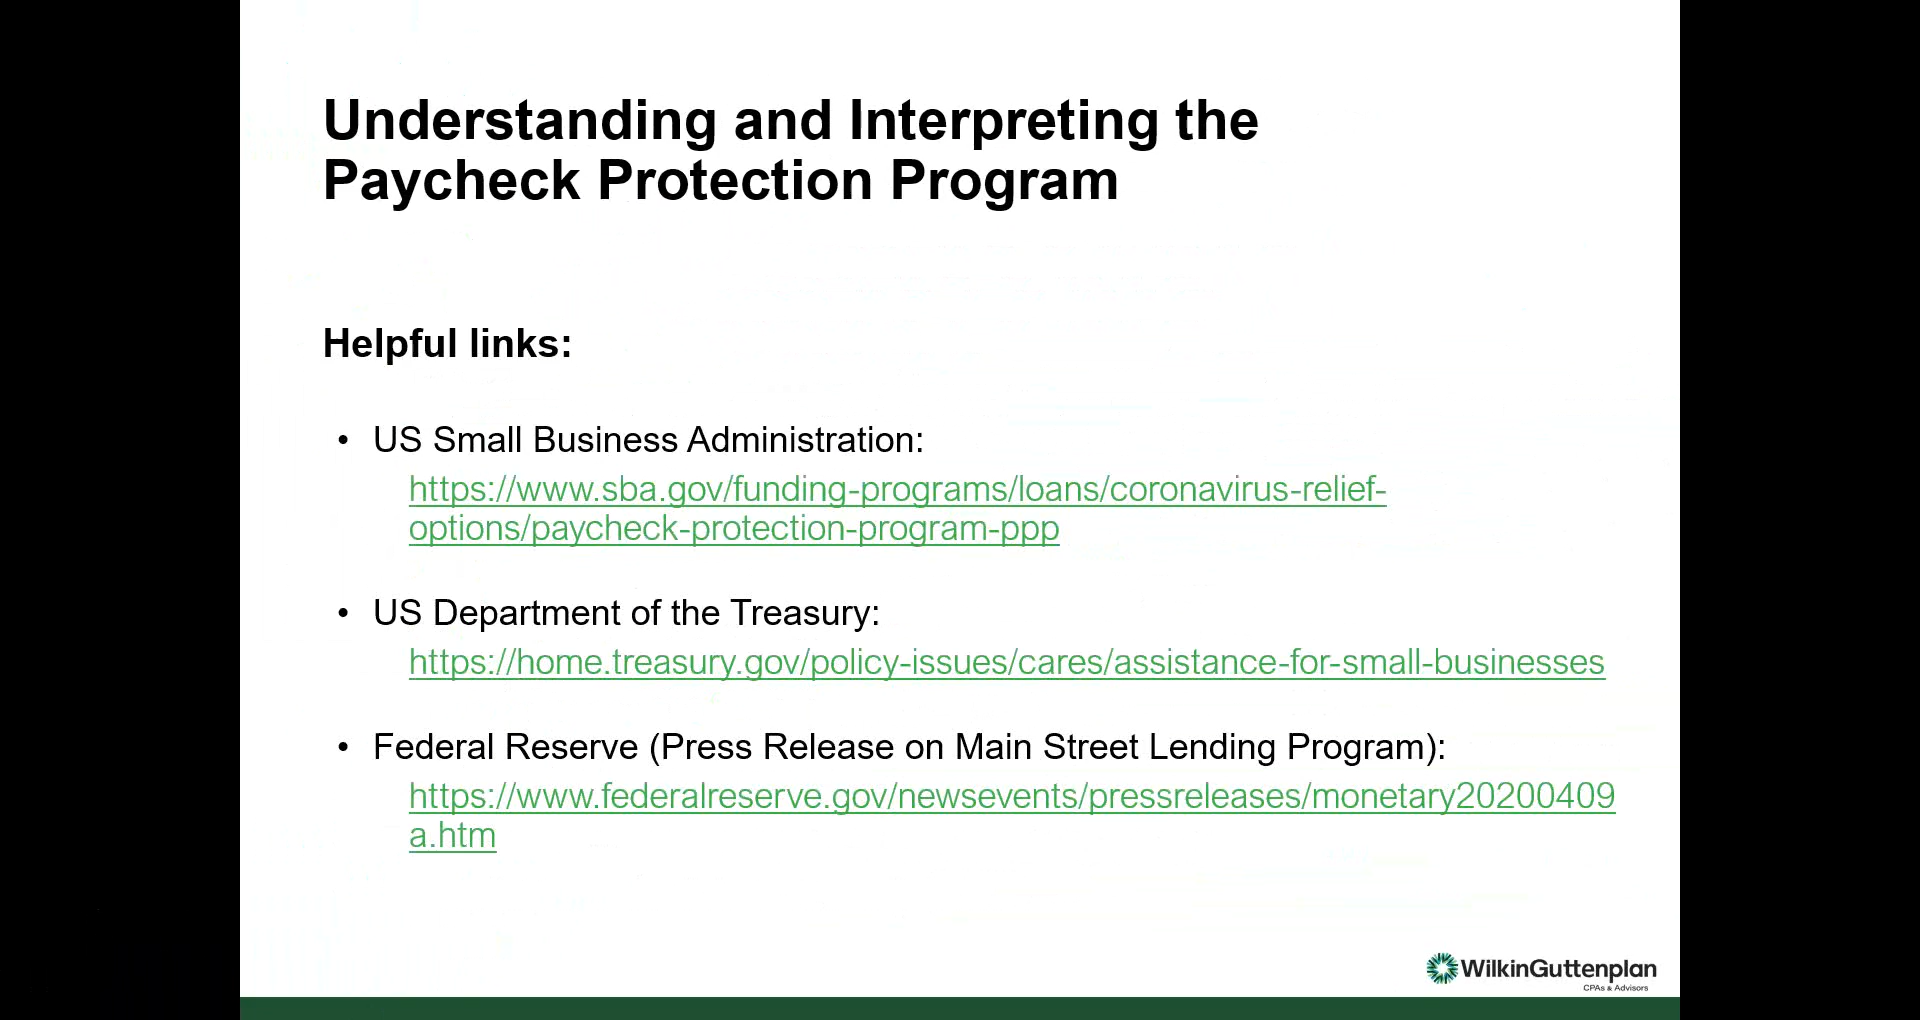 Understanding and Interpreting the
Paycheck Protection Program
Helpful links:
• US Small Business Administration:
https://www.sba.gov/funding-programs/loans/coronavirus-relief-
options/paycheck-protection-program-ppp
• US Department of the Treasury:
https://home.treasury.gov/policy-issues/cares/assistance-for-small-businesses
• Federal Reserve (Press Release on Main Street Lending Program):
https://www.federalreserve.gov/newsevents/pressreleases/monetary20200409
a.htm
WilkinGuttenplan
CPAs & Advisors